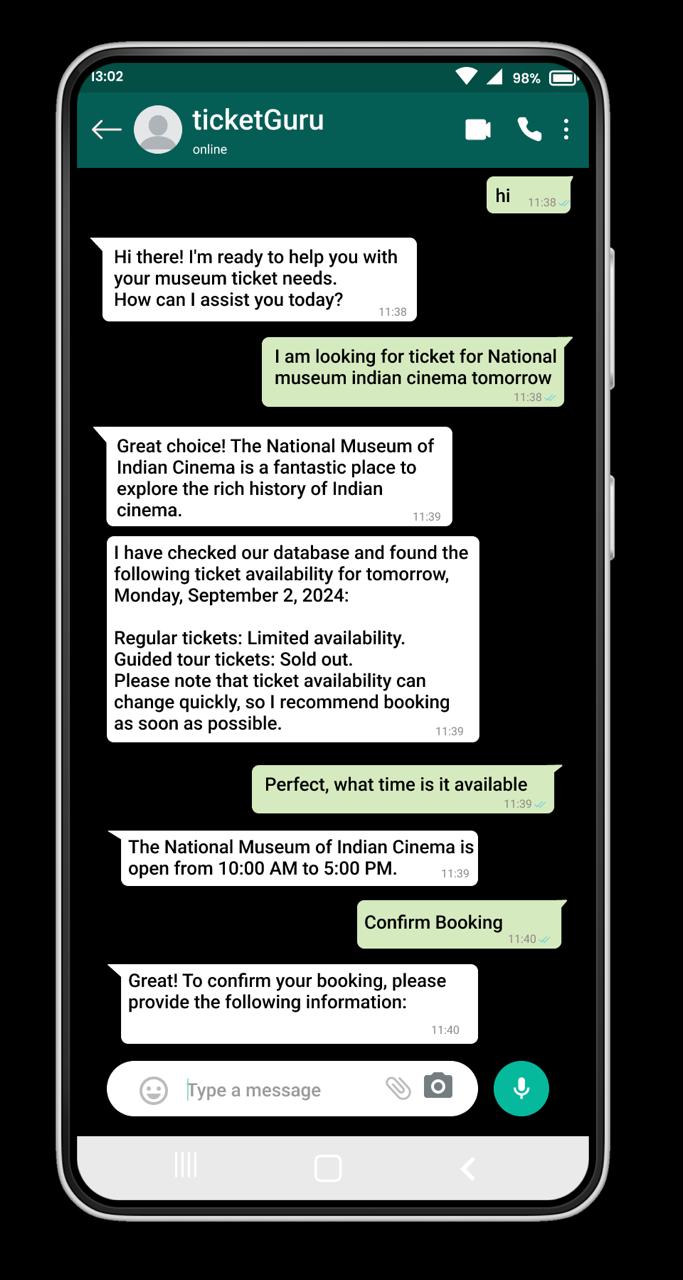 13:02
98%
ticketGuru
online
hi
11:38
Hi there! I'm ready to help you with
your museum ticket needs.
How can I assist you today?
11:38
I am looking for ticket for National
museum indian cinema tomorrow
11:38
Great choice! The National Museum of
Indian Cinema is a fantastic place to
explore the rich history of Indian
cinema.
11:39
I have checked our database and found the
following ticket availability for tomorrow,
Monday, September 2, 2024:
Regular tickets: Limited availability.
Guided tour tickets: Sold out.
Please note that ticket availability can
change quickly, so I recommend booking
as soon as possible.
11:39
Perfect, what time is it available
11:39
The National Museum of Indian Cinema is
open from 10:00 AM to 5:00 PM.
11:39
Confirm Booking
11:40
Great! To confirm your booking, please
provide the following information:
11:40
Type a message